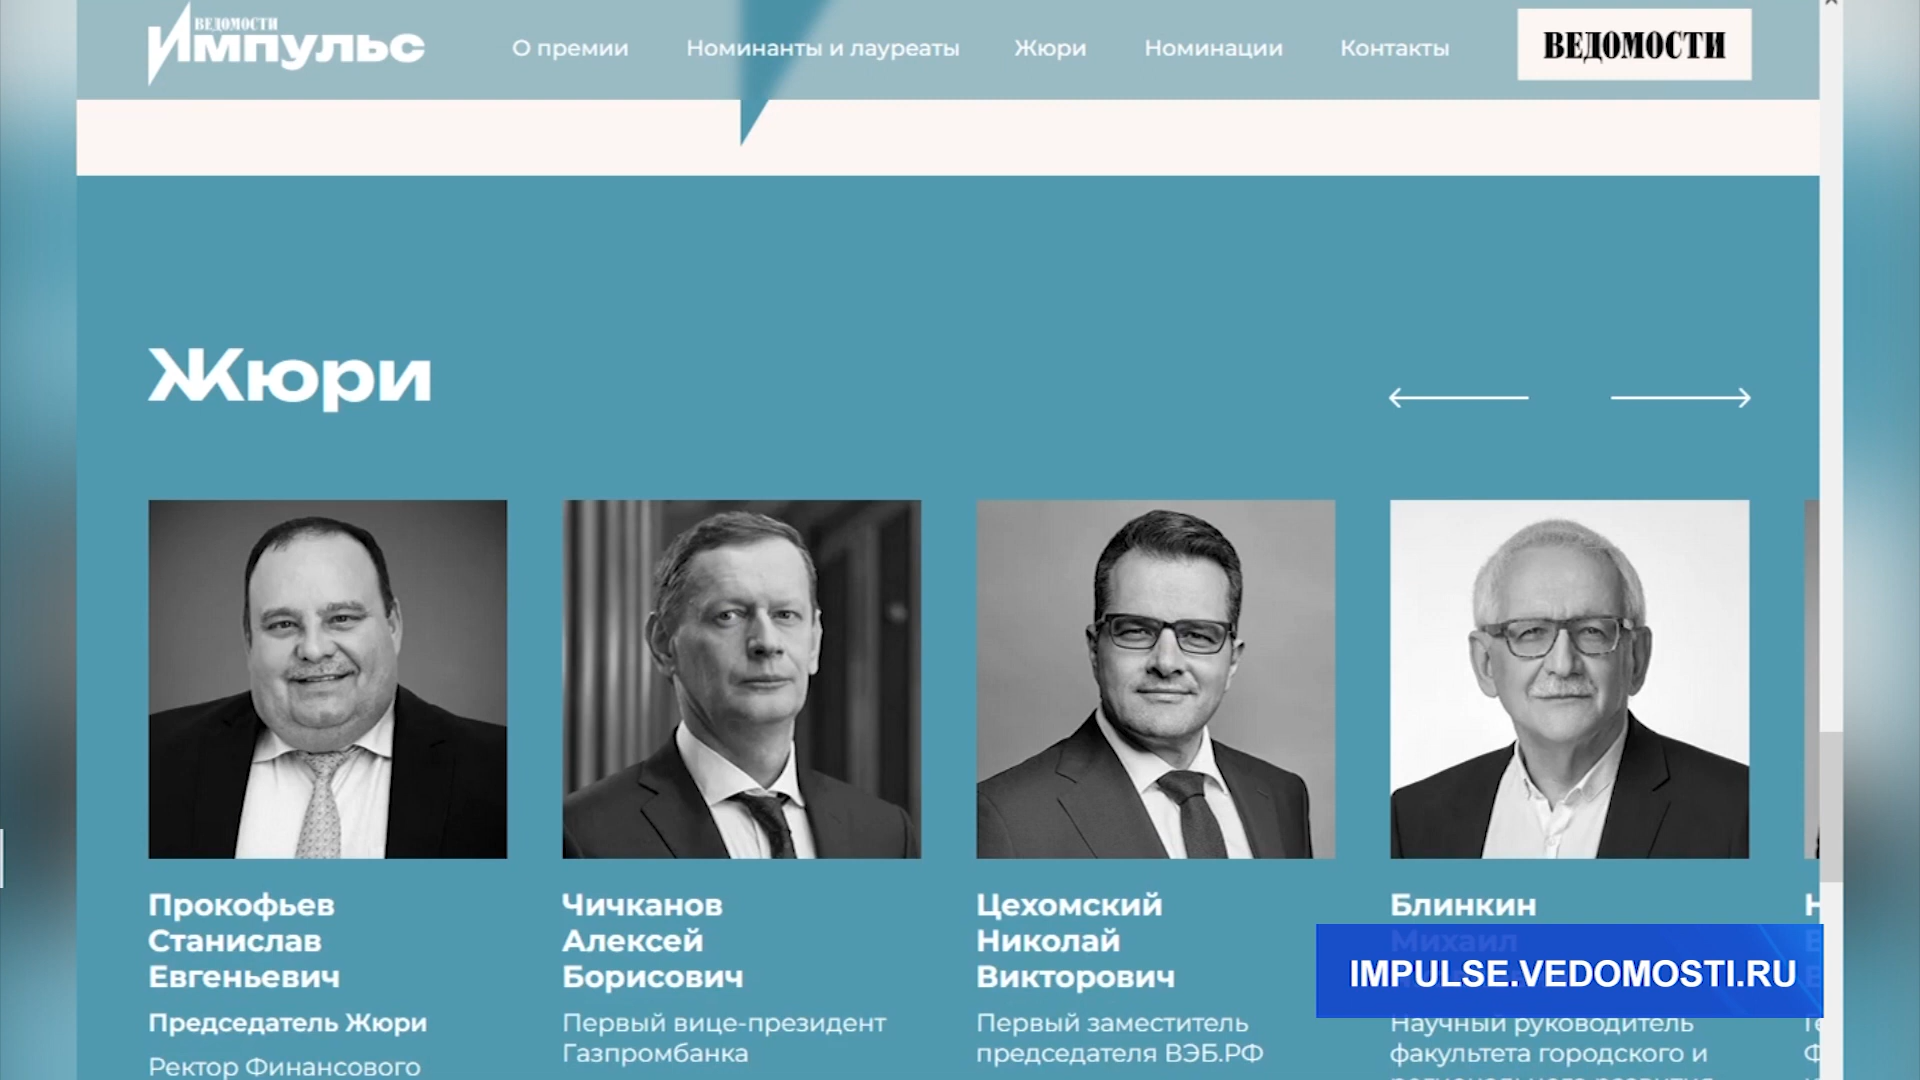 ВЕДОМОСТИ
Импульс
О премии
Номинанты и лауреаты
Жюри
Номинации
Контакты
ВЕДОМОСТИ
Жюри
Прокофьев
Станислав
Евгеньевич
Председатель Жюри
Ректор Финансового
Чичканов
Алексей
Борисович
Первый вице-президент
Газпромбанка
Цехомский
Николай
Викторович
Первый заместитель
председателя ВЭБ.РФ
Блинкин
Михаил
Научный руководитель
факультета городского и
IMPULSE.VEDOMOSTI.RU